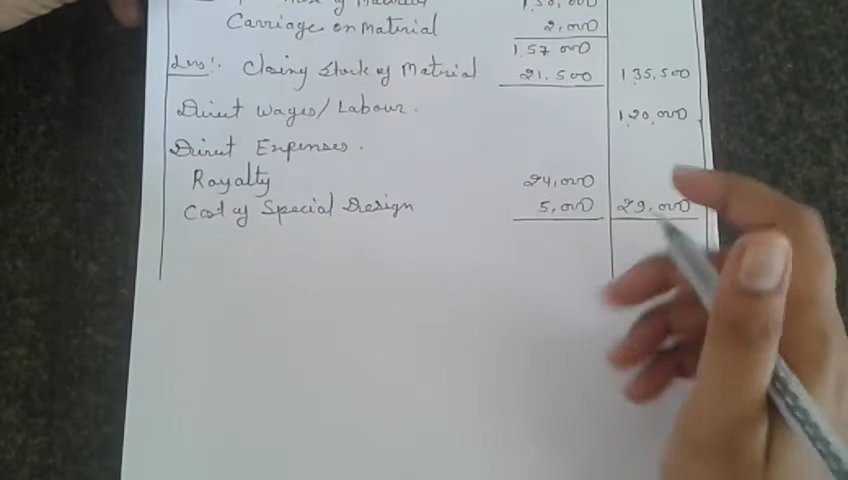 Carriage on Material 2,000
1,57,000
Less:. Closing Stock of Material 21,500 1,35,500
Direct Wages/Labour. 1,20,000
Direct Expenses.
Royalty 24,000
Cost of Special Design 5,000 29,000